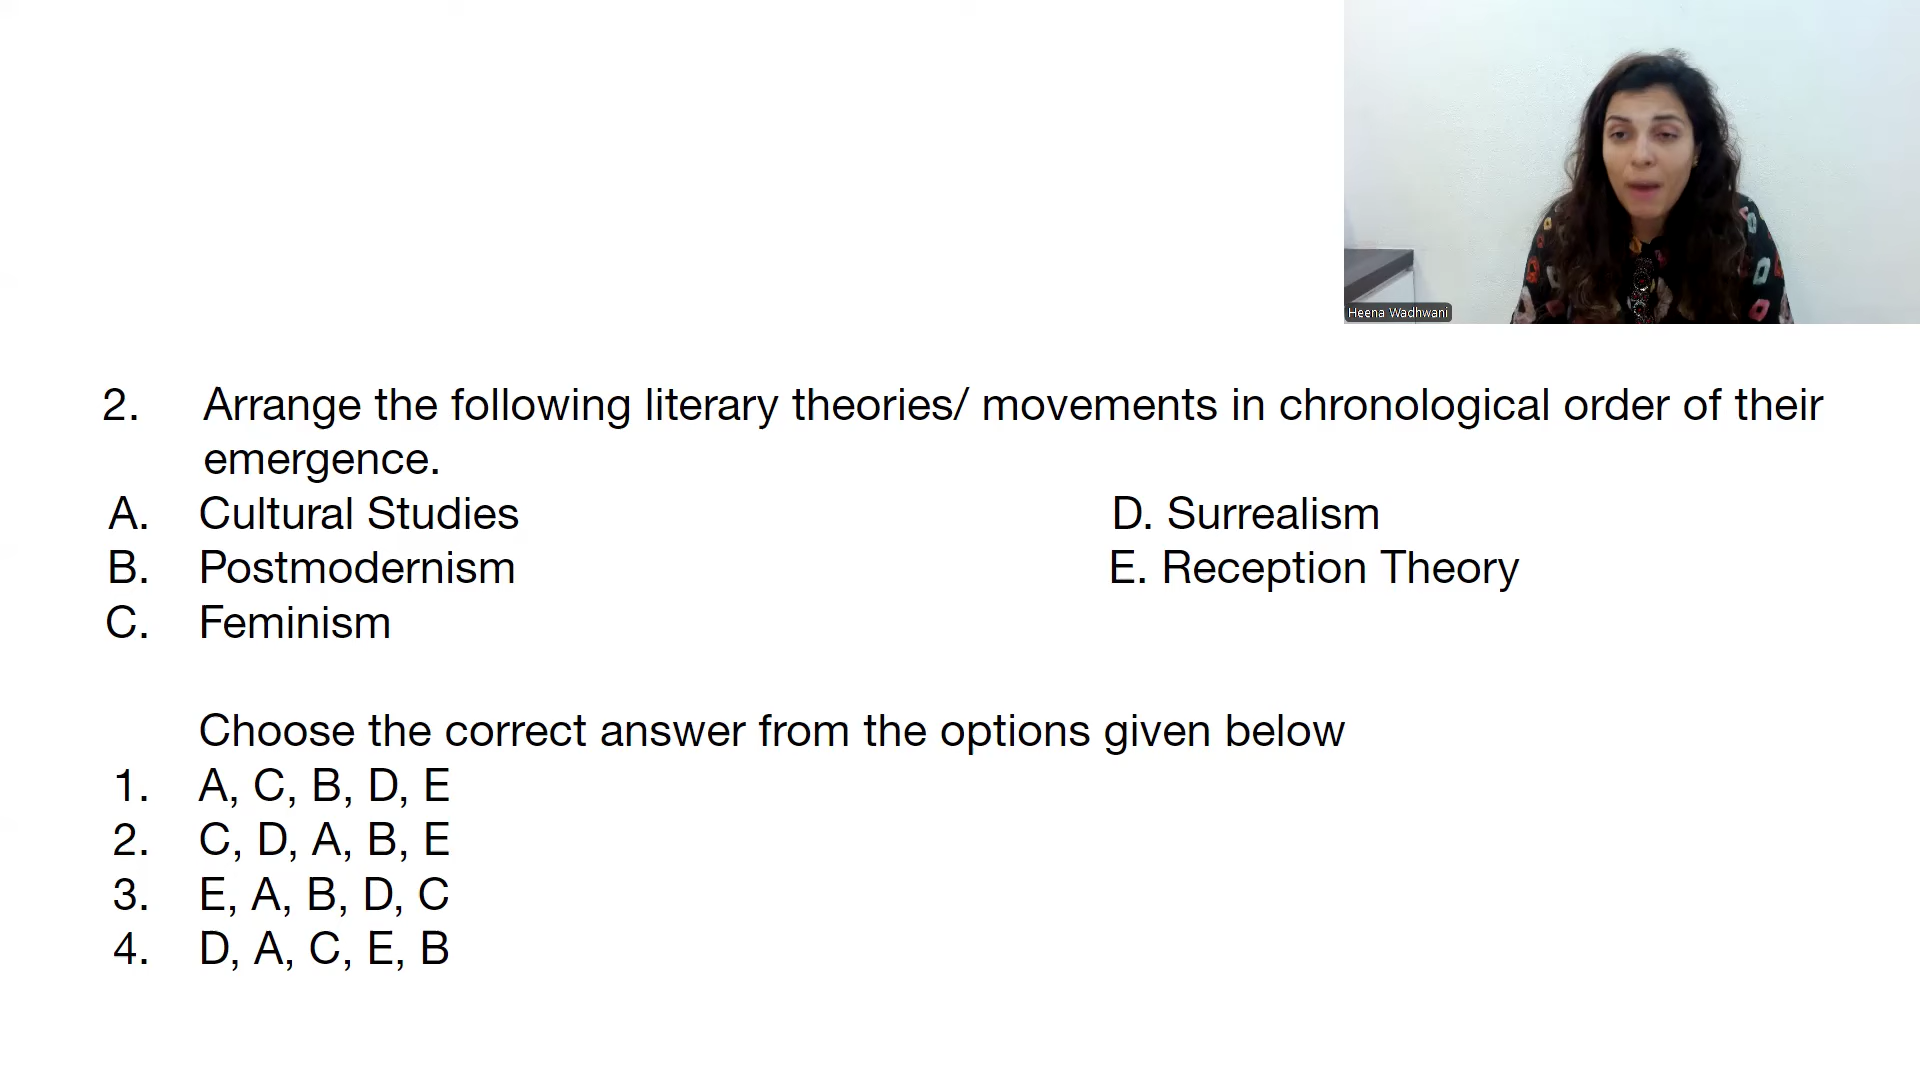 Heena Wadhwani
2. Arrange the following literary theories/ movements in chronological order of their
emergence.
A. Cultural Studies
D. Surrealism
B. Postmodernism
E. Reception Theory
C. Feminism
Choose the correct answer from the options given below
1. A, C, B, D, E
2. C, D, A, B, E
3. E, A, B, D, C
4. D, A, C, E, B